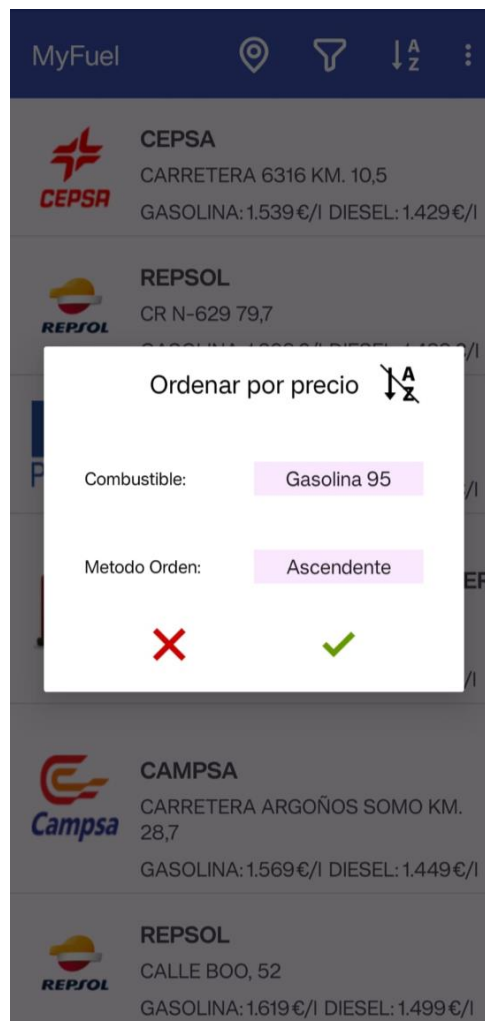 MyFuel
CEPSA
CEPSA
CARRETERA 6316 KM. 10,5
GASOLINA: 1.539€/l DIESEL: 1.429€/l
REPSOL
REPSOL
CR N-629 79,7
Ordenar por precio
Combustible:
Gasolina 95
Metodo Orden:
Ascendente
CAMPSA
Campsa
CARRETERA ARGOÑOS SOMO KM.
28,7
GASOLINA: 1.569€/l DIESEL: 1.449€/l
REPSOL
REPSOL
CALLE BOO, 52
GASOLINA: 1.619€/l DIESEL: 1.499€/l